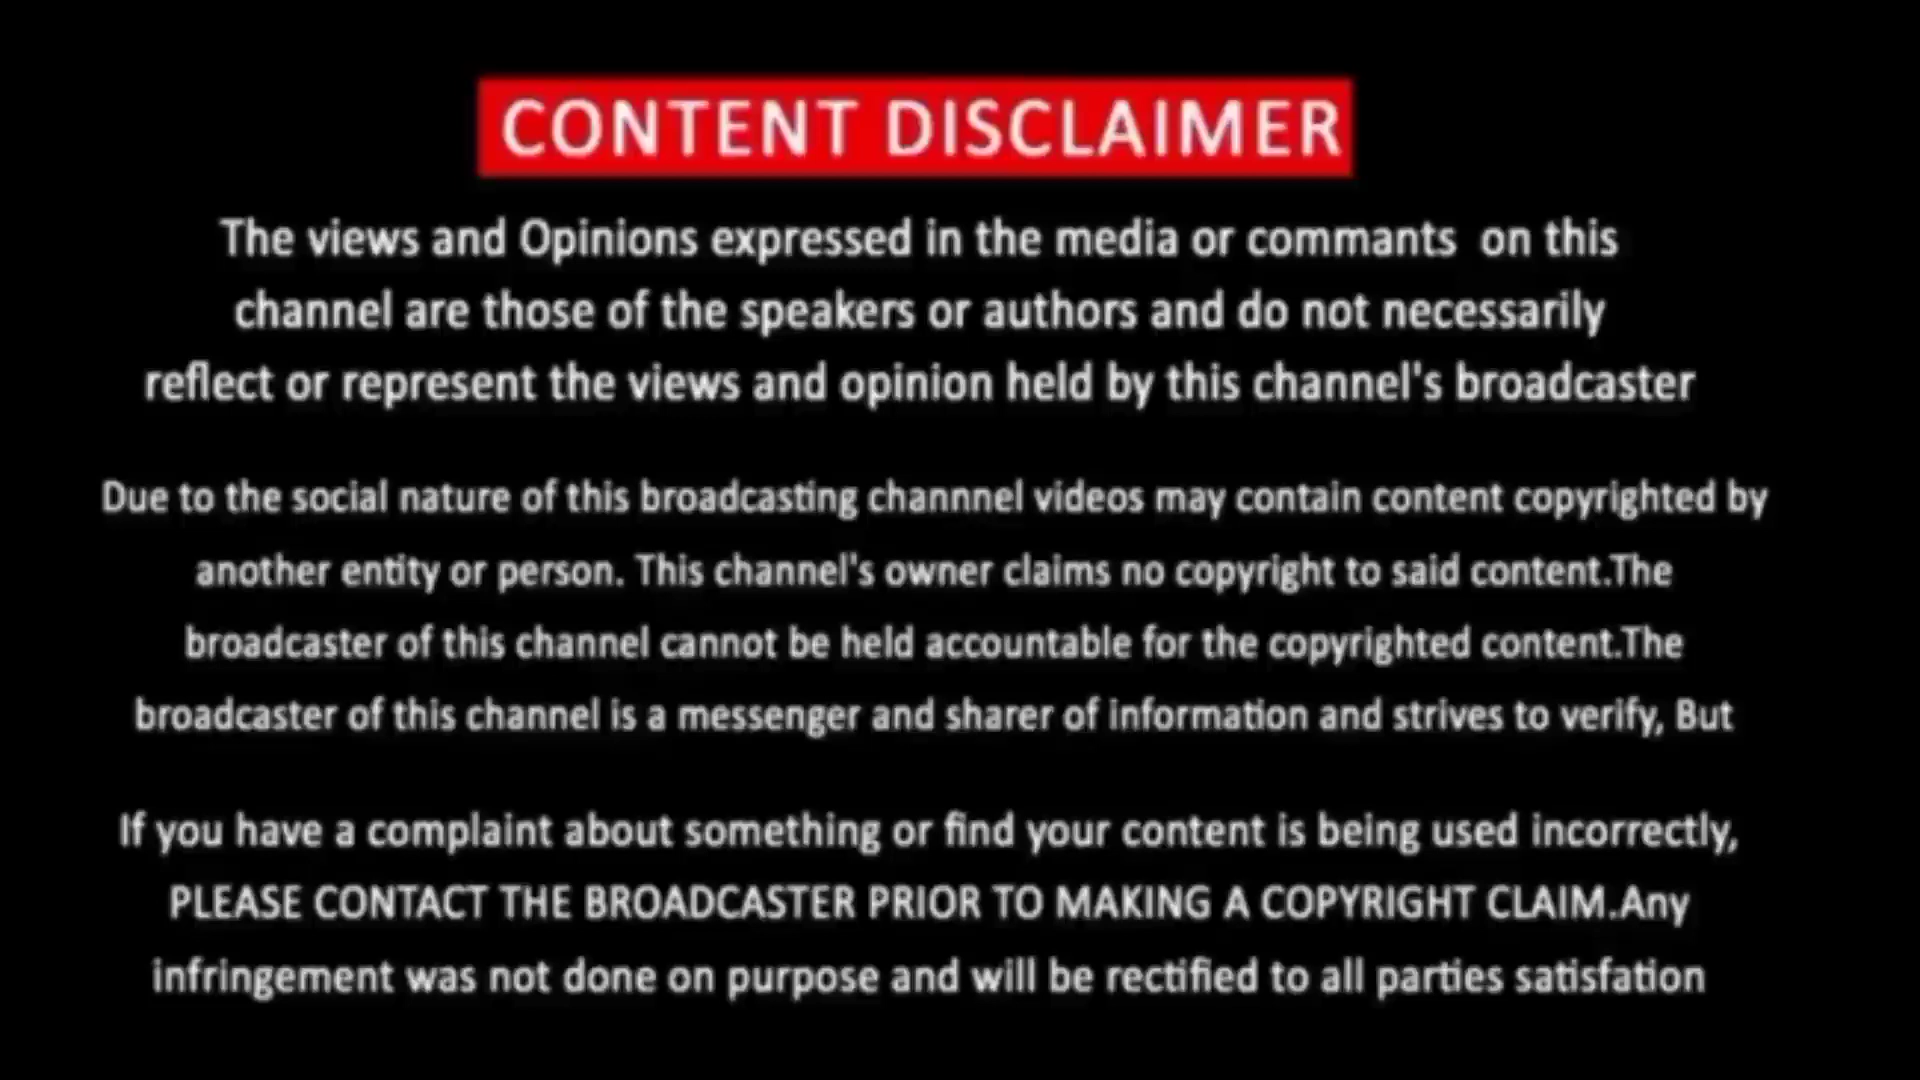 CONTENT DISCLAIMER
The views and Opinions expressed in the media or commants on this
channel are those of the speakers or authors and do not necessarily
reflect or represent the views and opinion held by this channel's broadcaster
Due to the social nature of this broadcasting channnel videos may contain content copyrighted by
another entity or person. This channel's owner claims no copyright to said content.The
broadcaster of this channel cannot be held accountable for the copyrighted content.The
broadcaster of this channel is a messenger and sharer of information and strives to verify, But
If you have a complaint about something or find your content is being used incorrectly,
PLEASE CONTACT THE BROADCASTER PRIOR TO MAKING A COPYRIGHT CLAIM.Any
infringement was not done on purpose and will be rectified to all parties satisfation